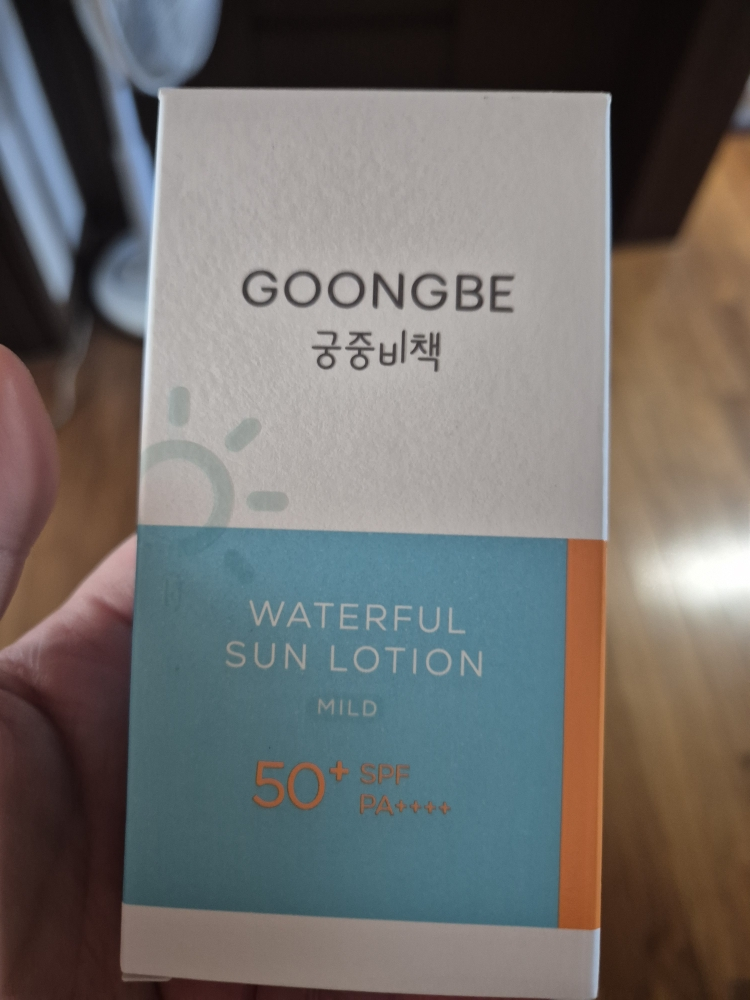 GOONGBE
궁중비책
WATERFUL
SUN LOTION
MILD
50+ SPF
PA++++